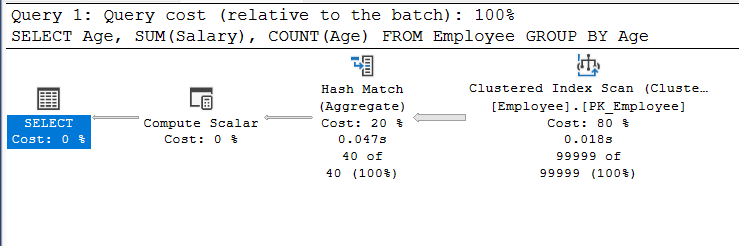 Query 1: Query cost (relative to the batch): 100%
SELECT Age, SUM(Salary), COUNT(Age) FROM Employee GROUP BY Age
SELECT
Cost: 0 %
Compute Scalar
Cost: 0 %
Hash Match
(Aggregate)
Cost: 20 %
0.047s
40 of
40 (100%)
Clustered Index Scan (Cluste…
[Employee].[PK_Employee]
Cost: 80 %
0.018s
99999 of
99999 (100%)